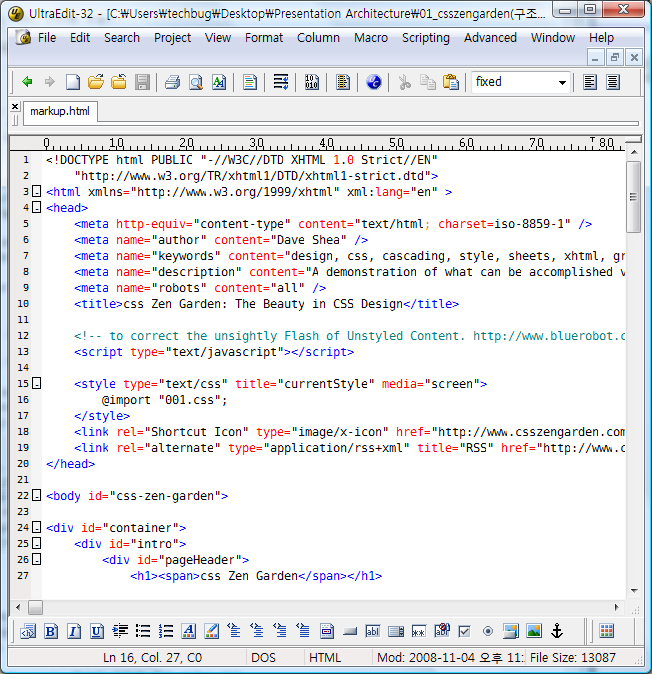 UltraEdit-32 - [C:₩Users₩techbug₩Desktop₩Presentation Architecture₩01_csszengarden(구조...
File Edit Search Project View Format Column Macro Scripting Advanced Window Help
fixed
markup.html
0 10 20 30 40 50 60 70 80
1 <!DOCTYPE html PUBLIC "-//W3C//DTD XHTML 1.0 Strict//EN"
2 "http://www.w3.org/TR/xhtml1/DTD/xhtml1-strict.dtd">
3 <html xmlns="http://www.w3.org/1999/xhtml" xml:lang="en" >
4 <head>
5 <meta http-equiv="content-type" content="text/html; charset=iso-8859-1" />
6 <meta name="author" content="Dave Shea" />
7 <meta name="keywords" content="design, css, cascading, style, sheets, xhtml, gr
8 <meta name="description" content="A demonstration of what can be accomplished v
9 <meta name="robots" content="all" />
10 <title>css Zen Garden: The Beauty in CSS Design</title>
11
12 <!-- to correct the unsightly Flash of Unstyled Content. http://www.bluerobot.c
13 <script type="text/javascript"></script>
14
15 <style type="text/css" title="currentStyle" media="screen">
16 @import "001.css";
17 </style>
18 <link rel="Shortcut Icon" type="image/x-icon" href="http://www.csszengarden.com
19 <link rel="alternate" type="application/rss+xml" title="RSS" href="http://www.c
20 </head>
21
22 <body id="css-zen-garden">
23
24 <div id="container">
25 <div id="intro">
26 <div id="pageHeader">
27 <h1><span>css Zen Garden</span></h1>
Ln 16, Col. 27, C0 DOS HTML Mod: 2008-11-04 오후 11: File Size: 13087